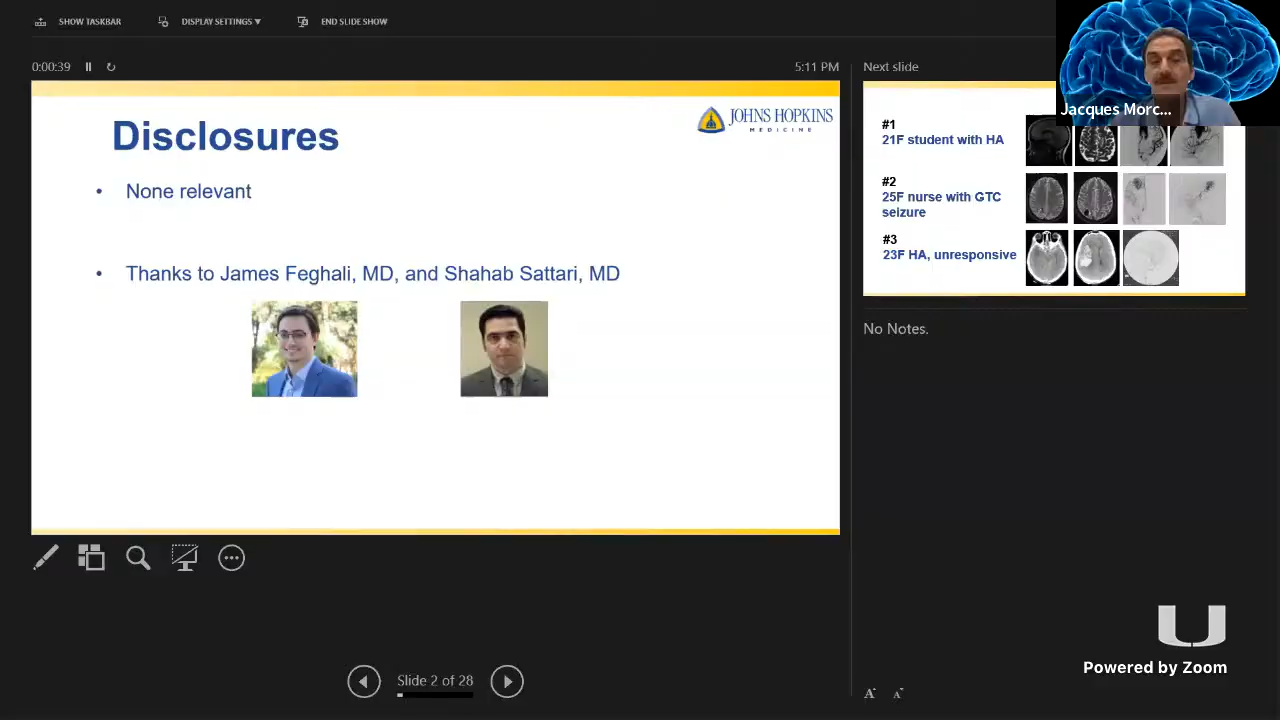 SHOW TASKBAR
DISPLAY SETTINGS ▼
END SLIDE SHOW
0:00:39
5:11 PM
Disclosures
JOHNS HOPKINS
MEDICINE
• None relevant
• Thanks to James Feghali, MD, and Shahab Sattari, MD
Slide 2 of 28
Next slide
Jacques Morc...
#1
21F student with HA
#2
25F nurse with GTC
seizure
#3
23F HA, unresponsive
No Notes.
U
Powered by Zoom
A A